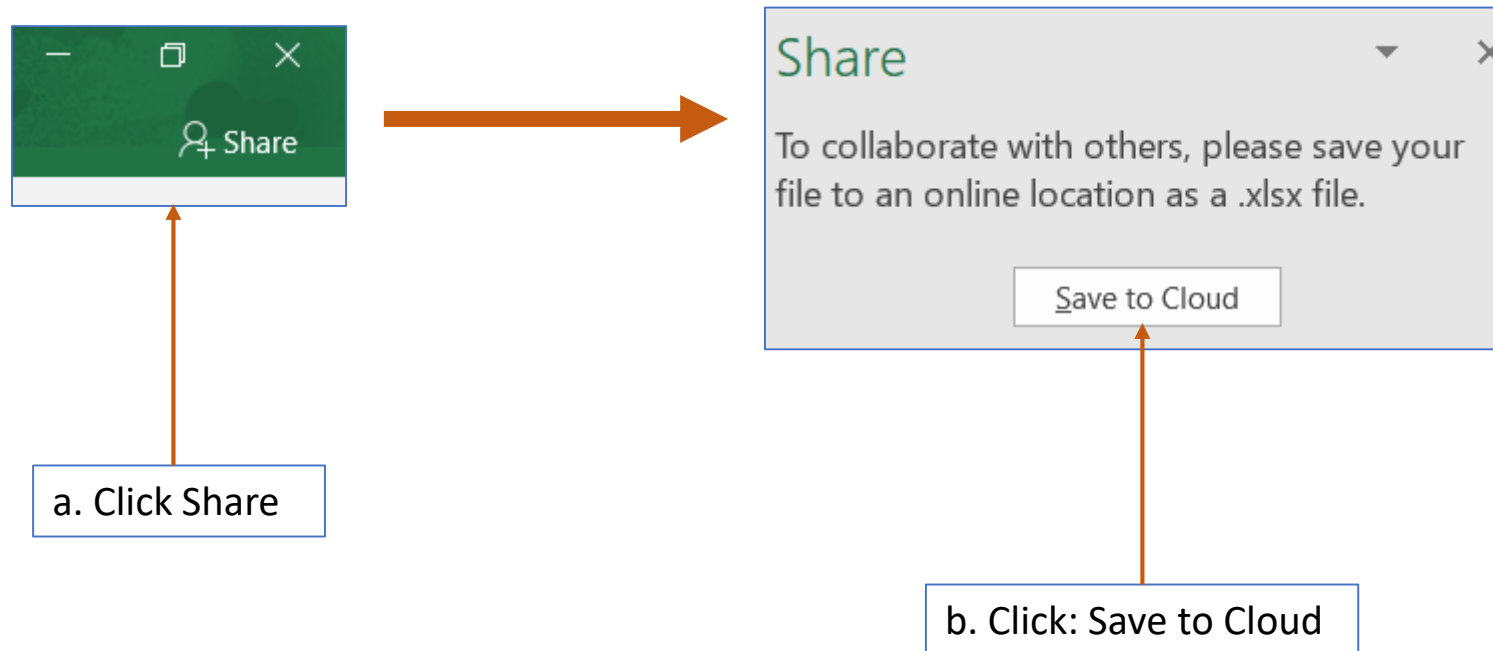 Share
Share
To collaborate with others, please save your
file to an online location as a .xlsx file.
Save to Cloud
a. Click Share
b. Click: Save to Cloud